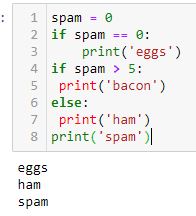 :
1 spam = 0
2 if spam == 0:
3     print('eggs')
4 if spam > 5:
5  print('bacon')
6 else:
7  print('ham')
8 print('spam')
eggs
ham
spam